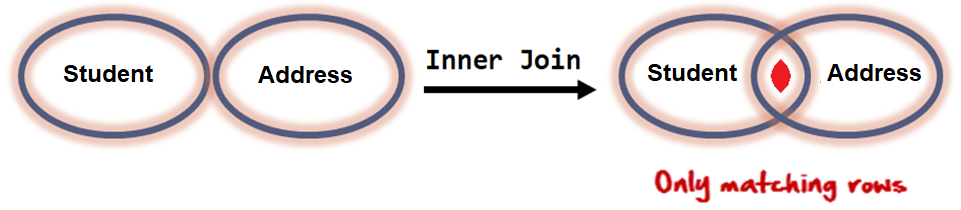 Student
Address
Inner Join
Student
Address
Only matching rows